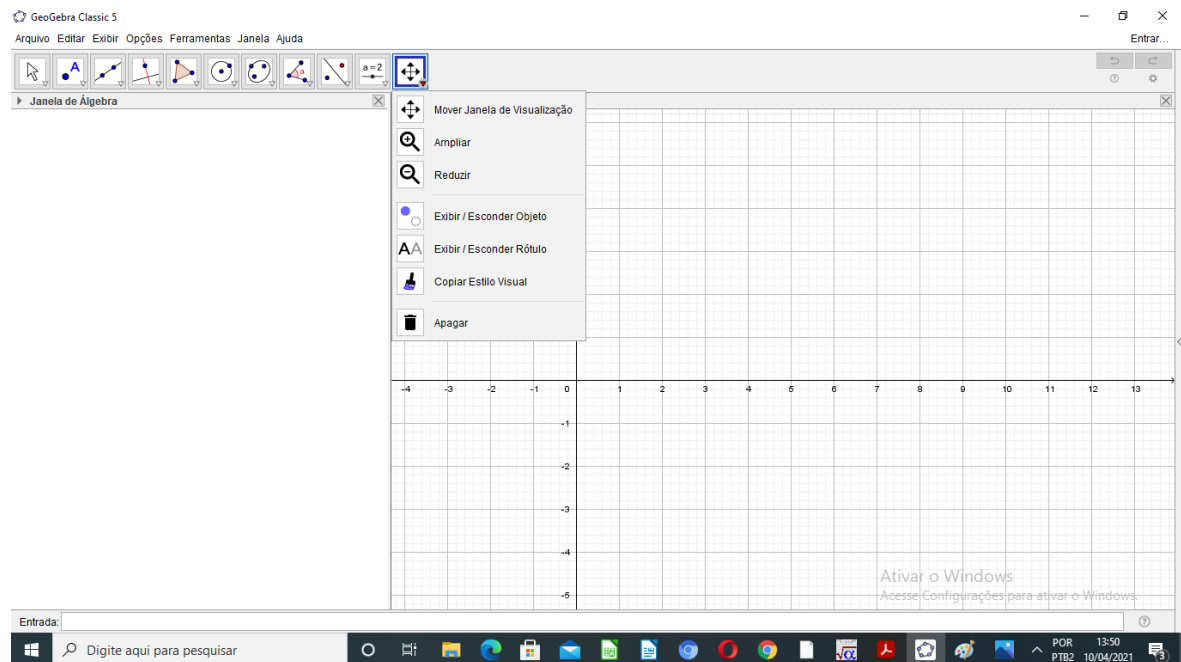 GeoGebra Classic 5
Arquivo Editar Exibir Opções Ferramentas Janela Ajuda
Entrar...
A
α
a=2
Janela de Álgebra
Mover Janela de Visualização
Ampliar
Reduzir
Exibir / Esconder Objeto
AA Exibir / Esconder Rótulo
Copiar Estilo Visual
Apagar
-4 -3 -2 -1 0 1 2 3 4 5 6 7 8 9 10 11 12 13
-1
-2
-3
-4
-5
Ativar o Windows
Acesse Configurações para ativar o Windows.
Entrada:
Digite aqui para pesquisar
√α
POR
PTB2
13:50
10/04/2021
3